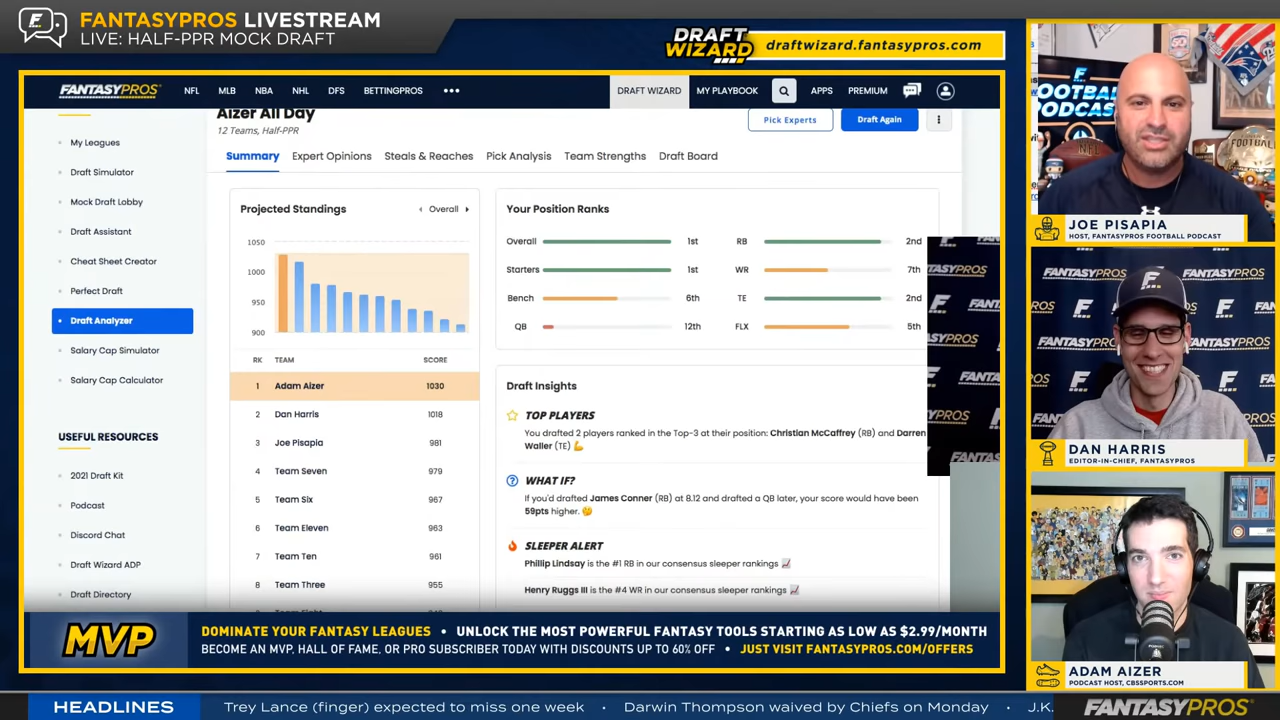 FANTASYPROS LIVESTREAM
LIVE: HALF-PPR MOCK DRAFT
DRAFT WIZARD
draftwizard.fantasypros.com
FANTASYPROS
NFL MLB NBA NHL DFS BETTINGPROS •••
DRAFT WIZARD MY PLAYBOOK APPS PREMIUM
My Leagues
Draft Simulator
Mock Draft Lobby
Draft Assistant
Cheat Sheet Creator
Perfect Draft
Draft Analyzer
Salary Cap Simulator
Salary Cap Calculator
USEFUL RESOURCES
2021 Draft Kit
Podcast
Discord Chat
Draft Wizard ADP
Draft Directory
Aizer All Day
12 Teams, Half-PPR
Pick Experts
Draft Again
Summary Expert Opinions Steals & Reaches Pick Analysis Team Strengths Draft Board
Projected Standings
Overall
1050
1000
950
900
RK TEAM SCORE
1 Adam Aizer 1030
2 Dan Harris 1018
3 Joe Pisapia 981
4 Team Seven 979
5 Team Six 967
6 Team Eleven 963
7 Team Ten 961
8 Team Three 955
Your Position Ranks
Overall 1st RB 2nd
Starters 1st WR 7th
Bench 6th TE 2nd
QB 12th FLX 5th
Draft Insights
TOP PLAYERS
You drafted 2 players ranked in the Top-3 at their position: Christian McCaffrey (RB) and Darren
Waller (TE) 💪
WHAT IF?
If you'd drafted James Conner (RB) at 8.12 and drafted a QB later, your score would have been
59pts higher. 🤔
SLEEPER ALERT
Phillip Lindsay is the #1 RB in our consensus sleeper rankings 📈
Henry Ruggs III is the #4 WR in our consensus sleeper rankings 📈
FOOTBALL
PODCAST
JOE PISAPIA
HOST, FANTASYPROS FOOTBALL PODCAST
FANTASYPROS
DAN HARRIS
EDITOR-IN-CHIEF, FANTASYPROS
ADAM AIZER
PODCAST HOST, CBSSPORTS.COM
MVP
DOMINATE YOUR FANTASY LEAGUES • UNLOCK THE MOST POWERFUL FANTASY TOOLS STARTING AS LOW AS $2.99/MONTH
BECOME AN MVP, HALL OF FAME, OR PRO SUBSCRIBER TODAY WITH DISCOUNTS UP TO 60% OFF • JUST VISIT FANTASYPROS.COM/OFFERS
HEADLINES
Trey Lance (finger) expected to miss one week • Darwin Thompson waived by Chiefs on Monday • J.K.
FANTASYPROS